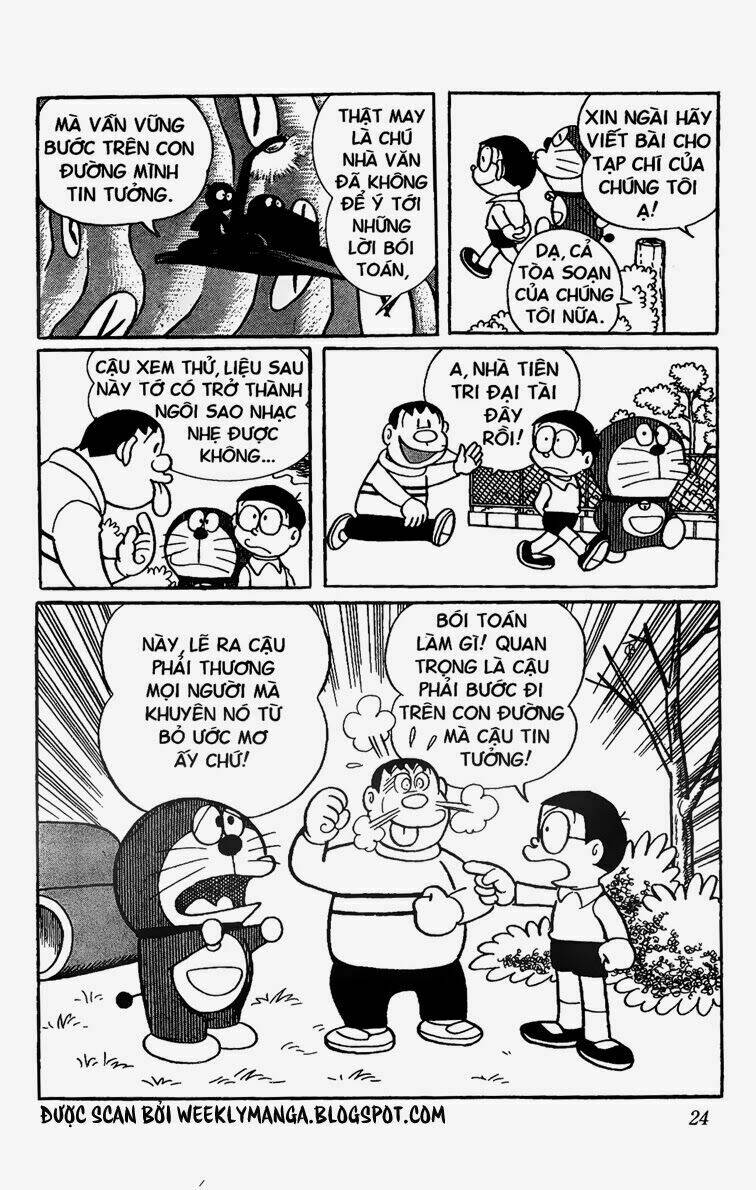 XIN NGÀI HÃY
VIẾT BÀI CHO
TẠP CHÍ CỦA
CHÚNG TÔI
Ạ!
DẠ, CẢ
TÒA SOẠN
CỦA CHÚNG
TÔI NỮA.
THẬT MAY
LÀ CHÚ
NHÀ VĂN
ĐÃ KHÔNG
ĐỂ Ý TỚI
NHỮNG
LỜI BÓI
TOÁN,
MÀ VẪN VỮNG
BƯỚC TRÊN CON
ĐƯỜNG MÌNH
TIN TƯỞNG.
A, NHÀ TIÊN
TRI ĐẠI TÀI
ĐÂY
RỒI!
CẬU XEM THỬ, LIỆU SAU
NÀY TỚ CÓ TRỞ THÀNH
NGÔI SAO NHẠC
NHẸ ĐƯỢC
KHÔNG...
BÓI TOÁN
LÀM GÌ! QUAN
TRỌNG LÀ CẬU
PHẢI BƯỚC ĐI
TRÊN CON ĐƯỜNG
MÀ CẬU TIN
TƯỞNG!
NÀY, LẼ RA CẬU
PHẢI THƯƠNG
MỌI NGƯỜI MÀ
KHUYÊN NÓ TỪ
BỎ ƯỚC MƠ
ẤY CHỨ!
ĐƯỢC SCAN BỞI WEEKLYMANGA.BLOGSPOT.COM
24